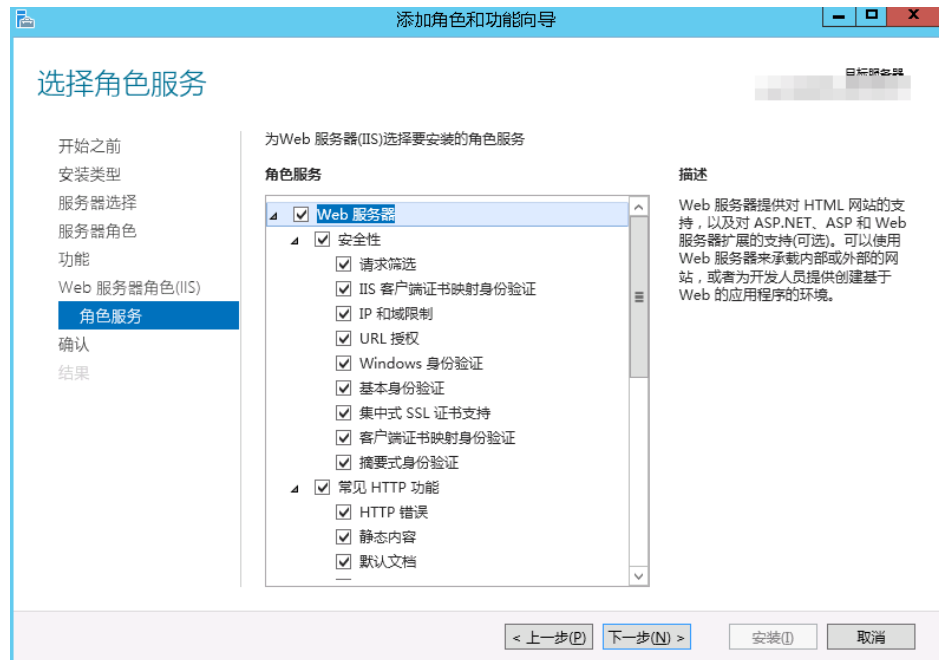 添加角色和功能向导
选择角色服务
目标服务器
开始之前
安装类型
服务器选择
服务器角色
功能
Web 服务器角色(IIS)
角色服务
确认
结果
为Web 服务器(IIS)选择要安装的角色服务
角色服务
Web 服务器
安全性
请求筛选
IIS 客户端证书映射身份验证
IP 和域限制
URL 授权
Windows 身份验证
基本身份验证
集中式 SSL 证书支持
客户端证书映射身份验证
摘要式身份验证
常见 HTTP 功能
HTTP 错误
静态内容
默认文档
描述
Web 服务器提供对 HTML 网站的支
持，以及对 ASP.NET、ASP 和 Web
服务器扩展的支持(可选)。可以使用
Web 服务器来承载内部或外部的网
站，或者为开发人员提供创建基于
Web 的应用程序的环境。
< 上一步(P)
下一步(N) >
安装(I)
取消